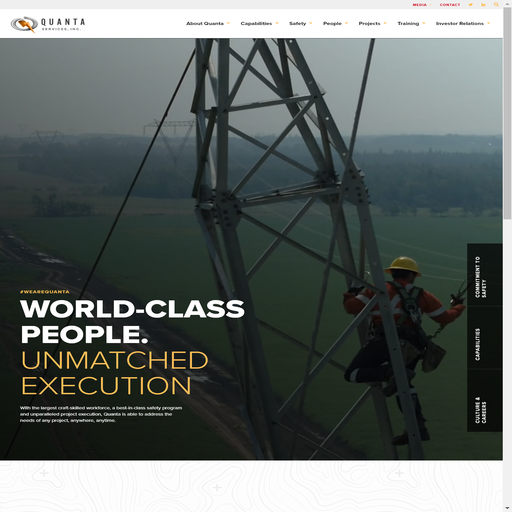 MEDIA
CONTACT
QUANTA
SERVICES, INC.
About Quanta
Capabilities
Safety
People
Projects
Training
Investor Relations
#WEAREQUANTA
WORLD-CLASS
PEOPLE.
UNMATCHED
EXECUTION
With the largest craft-skilled workforce, a best-in-class safety program
and unparalleled project execution, Quanta is able to address the
needs of any project, anywhere, anytime.
COMMITMENT TO
SAFETY
CAPABILITIES
CULTURE &
CAREERS